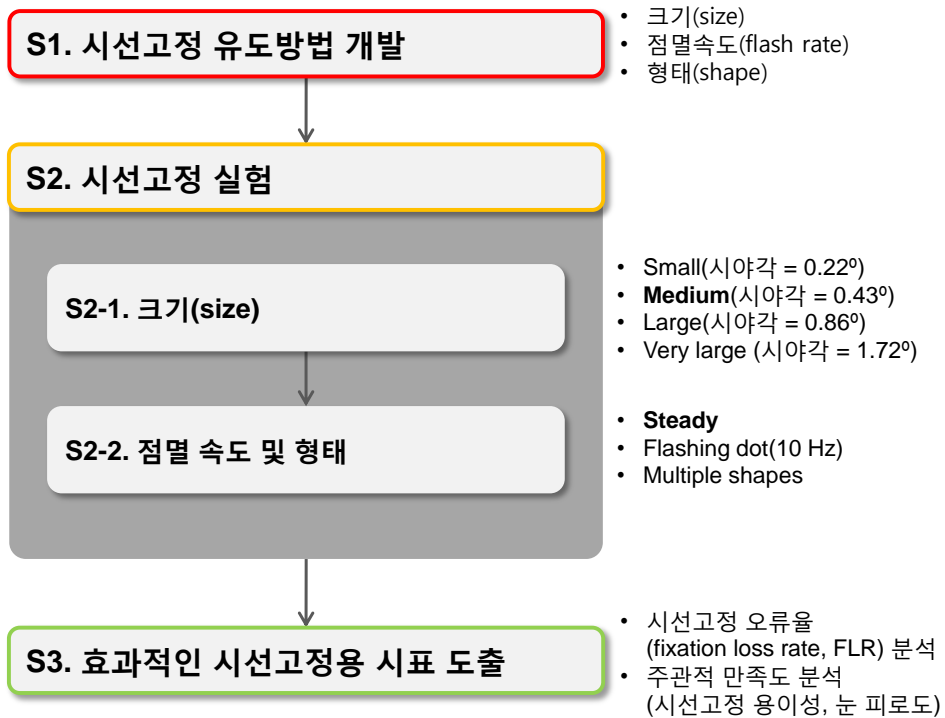 S1. 시선고정 유도방법 개발
• 크기(size)
• 점멸속도(flash rate)
• 형태(shape)
S2. 시선고정 실험
S2-1. 크기(size)
• Small(시야각 = 0.22º)
• Medium(시야각 = 0.43º)
• Large(시야각 = 0.86º)
• Very large (시야각 = 1.72º)
S2-2. 점멸 속도 및 형태
• Steady
• Flashing dot(10 Hz)
• Multiple shapes
S3. 효과적인 시선고정용 시표 도출
• 시선고정 오류율
(fixation loss rate, FLR) 분석
• 주관적 만족도 분석
(시선고정 용이성, 눈 피로도)